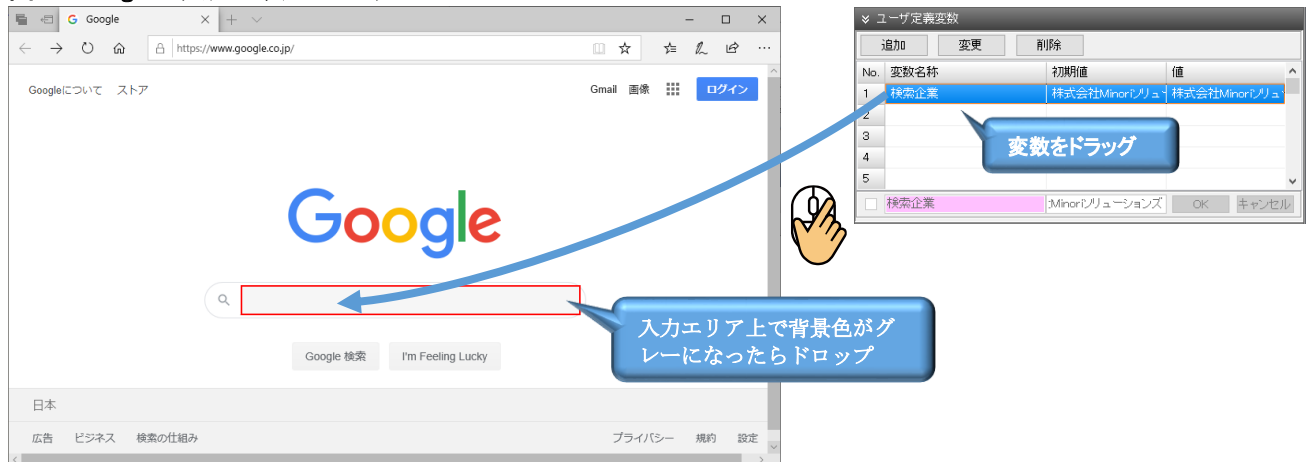 Google
https://www.google.co.jp/
Googleについて ストア
Gmail 画像 ログイン
Google
Google 検索 I'm Feeling Lucky
日本
広告 ビジネス 検索の仕組み プライバシー 規約 設定
ユーザ定義変数
追加 変更 削除
No. 変数名称 初期値 値
1 検索企業 株式会社Minoriソリュー 株式会社Minoriソリュー
2
3
4
5
検索企業 :Minoriソリューションズ OK キャンセル
変数をドラッグ
入力エリア上で背景色がグ
レーになったらドロップ